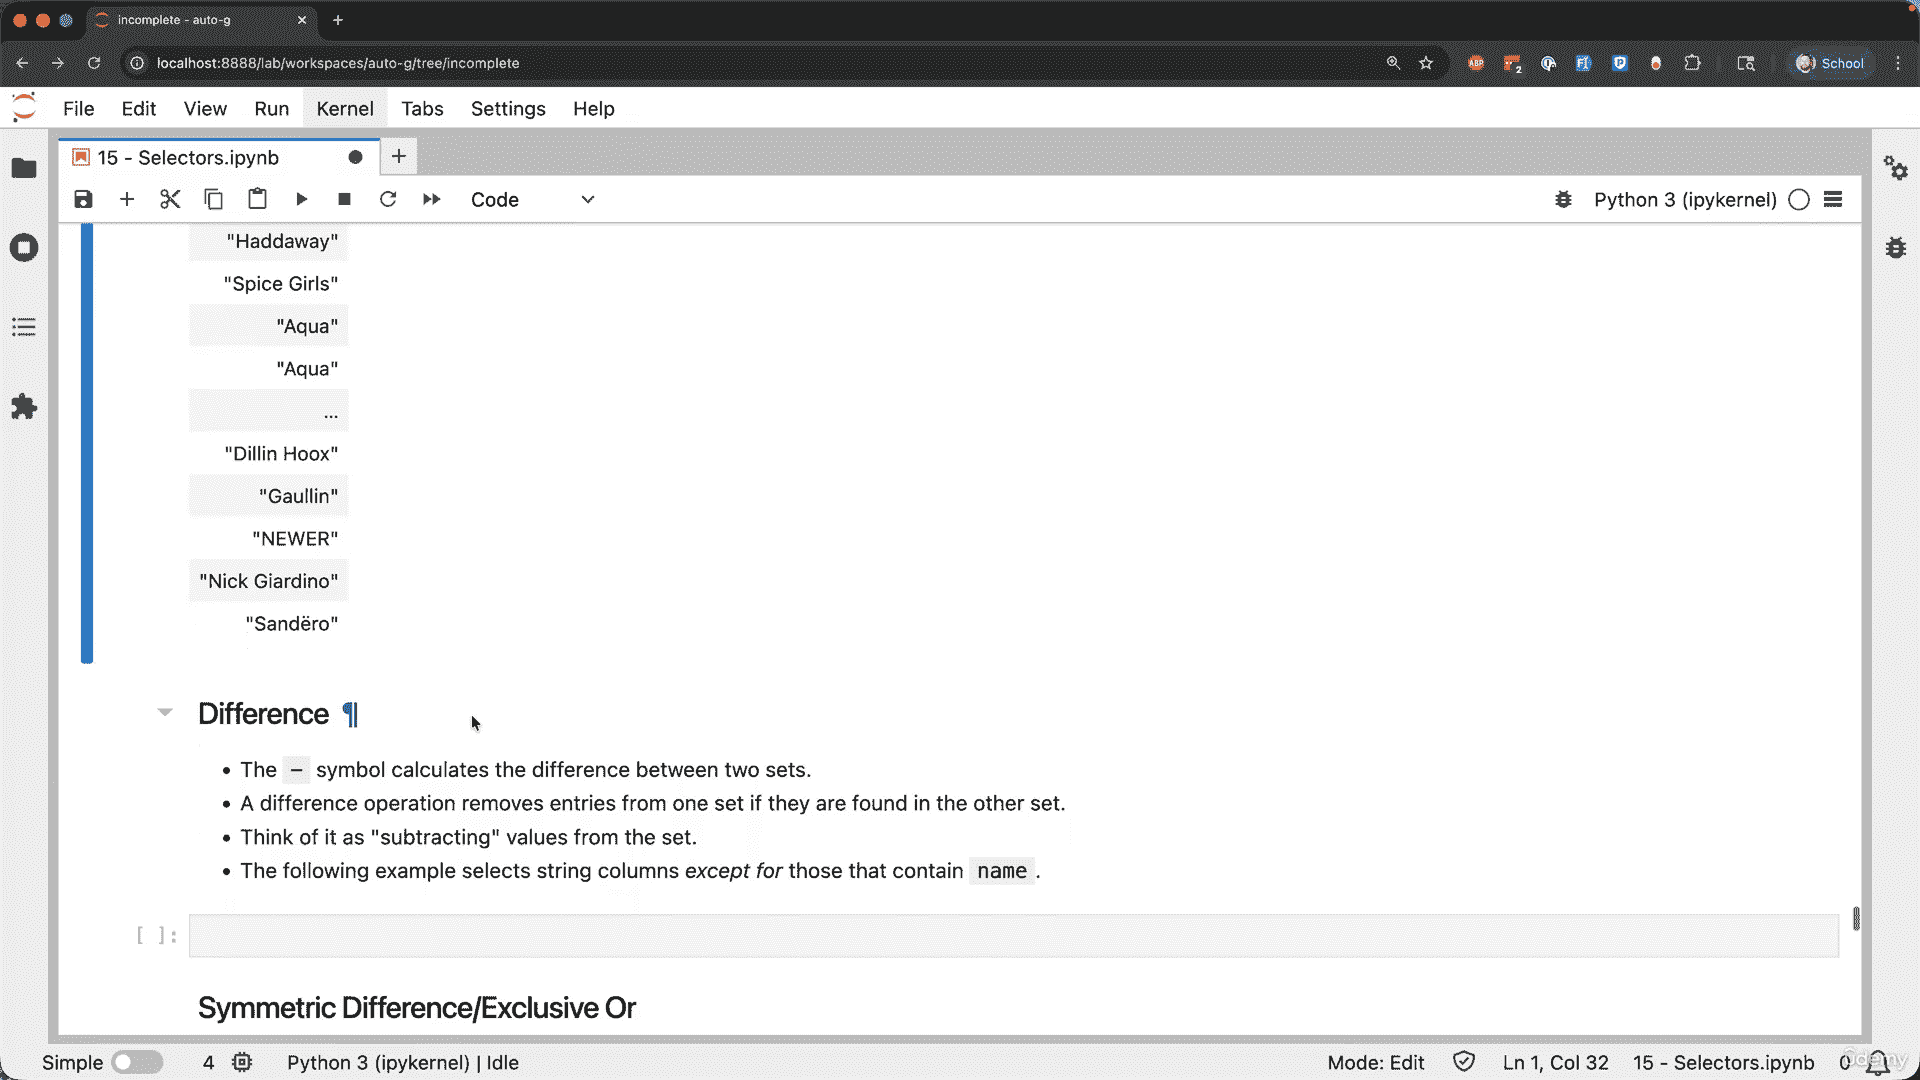 incomplete - auto-g
localhost:8888/lab/workspaces/auto-g/tree/incomplete
ABP
2
School
File Edit View Run Kernel Tabs Settings Help
15 - Selectors.ipynb
Code
Python 3 (ipykernel)
"Haddaway"
"Spice Girls"
"Aqua"
"Aqua"
...
"Dillin Hoox"
"Gaullin"
"NEWER"
"Nick Giardino"
"Sandëro"
Difference ¶
• The - symbol calculates the difference between two sets.
• A difference operation removes entries from one set if they are found in the other set.
• Think of it as "subtracting" values from the set.
• The following example selects string columns except for those that contain name .
[ ]:
Symmetric Difference/Exclusive Or
Simple 4 Python 3 (ipykernel) | Idle Mode: Edit Ln 1, Col 32 15 - Selectors.ipynb 0
Udemy